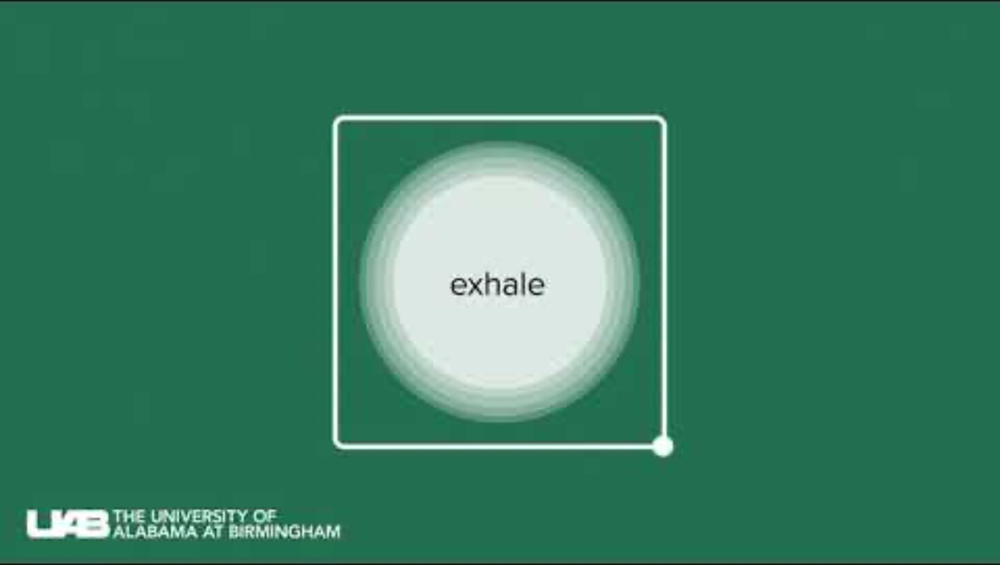 exhale
UAB THE UNIVERSITY OF
ALABAMA AT BIRMINGHAM